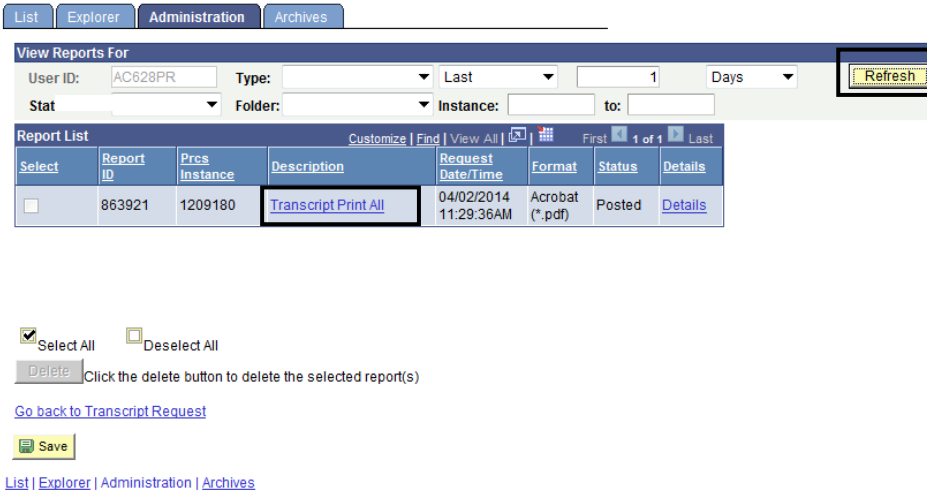 List Explorer Administration Archives
View Reports For
User ID: AC628PR Type: Last 1 Days Refresh
Stat Folder: Instance: to:
Report List Customize | Find | View All | | First 1 of 1 Last
Select Report ID Prcs Instance Description Request Date/Time Format Status Details
863921 1209180 Transcript Print All 04/02/2014 11:29:36AM Acrobat (*.pdf) Posted Details
Select All Deselect All
Delete Click the delete button to delete the selected report(s)
Go back to Transcript Request
Save
List | Explorer | Administration | Archives